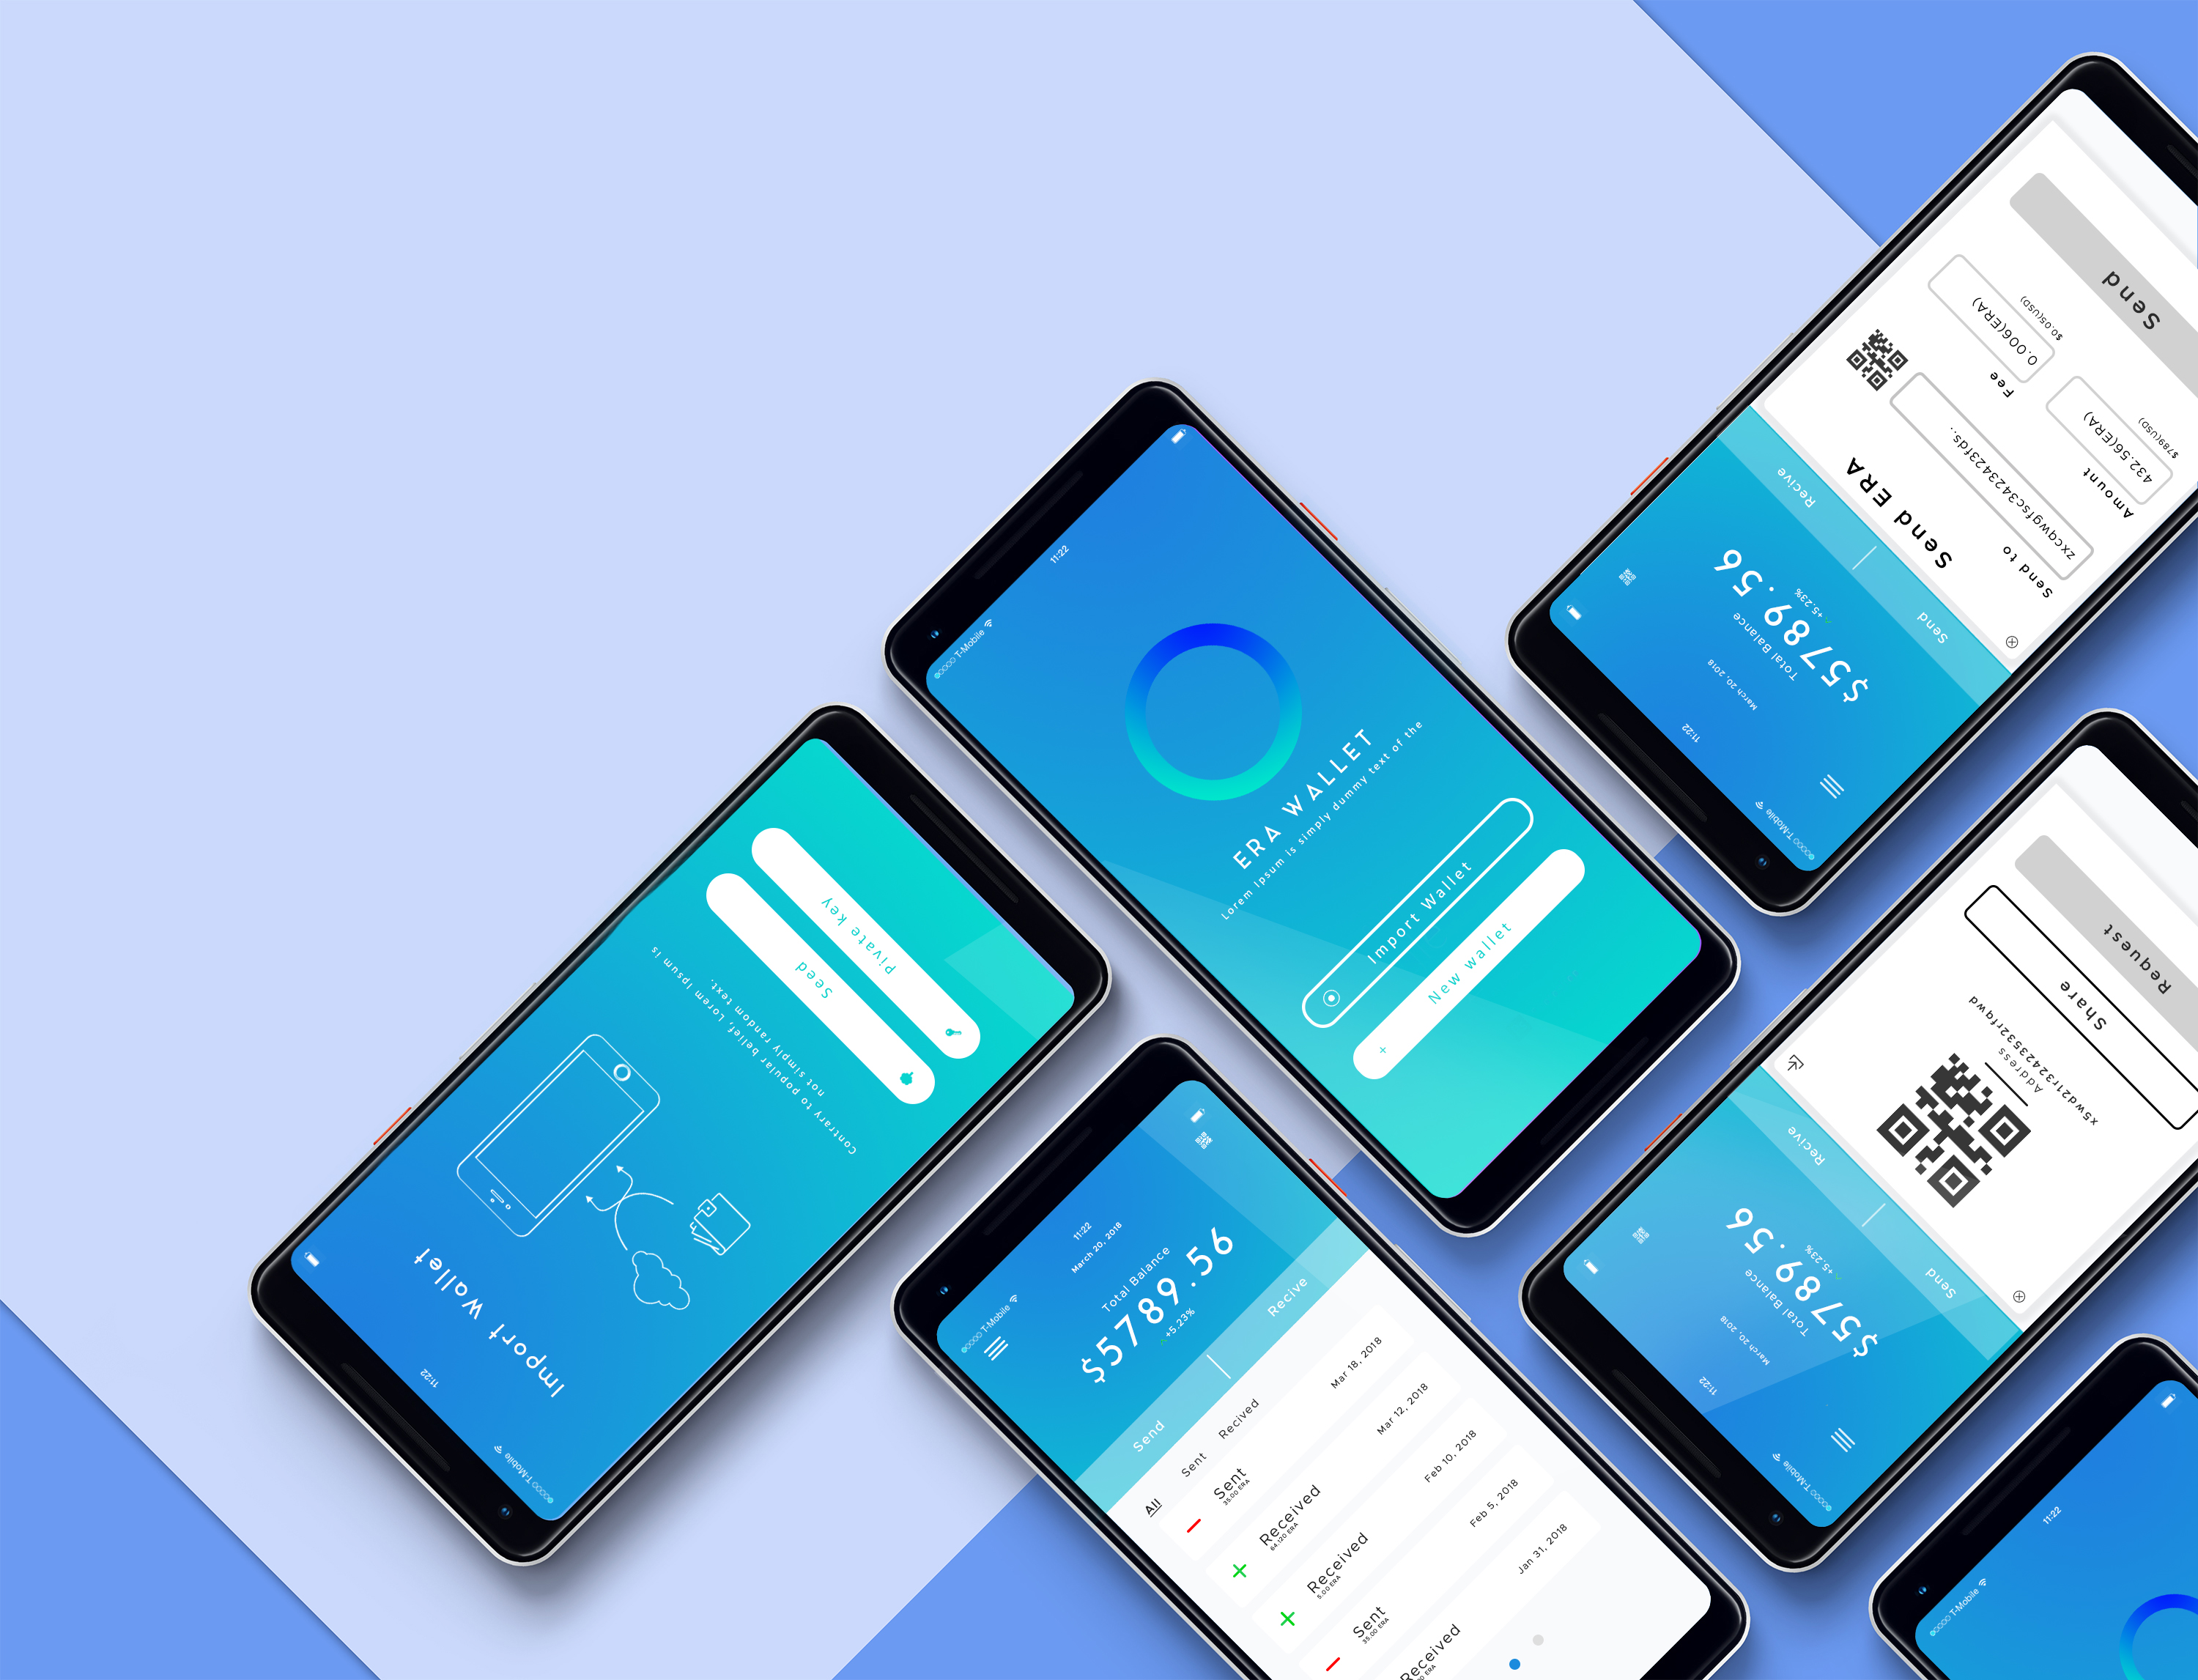 T-Mobile
11:22
Import Wallet
contrary to popular belief, Lorem Ipsum is
not simply random text.
Seed
Pivate key
T-Mobile
11:22
ERA WALLET
Lorem Ipsum is simply dummy text of the
Import Wallet
New wallet
+
T-Mobile
11:22
March 20, 2018
Total Balance
$5789.56
+5.23%
Send
Recive
All Sent Recived
Sent
35.00 ERA
Mar 18, 2018
Received
64.120 ERA
Mar 12, 2018
Received
5.00 ERA
Feb 10, 2018
Sent
35.00 ERA
Feb 5, 2018
Received
Jan 31, 2018
T-Mobile
11:22
March 20, 2018
Total Balance
$5789.56
+5.23%
Send
Recive
Send ERA
Send to
zxcqwgfsc3423423fds..
Amount
Fee
432.56(ERA)
0.006(ERA)
$789(USD)
$0.05(USD)
Send
T-Mobile
11:22
March 20, 2018
Total Balance
$5789.56
+5.23%
Send
Recive
Address
x5wd21r324235532rfqwd
Share
Request
T-Mobile
11:22